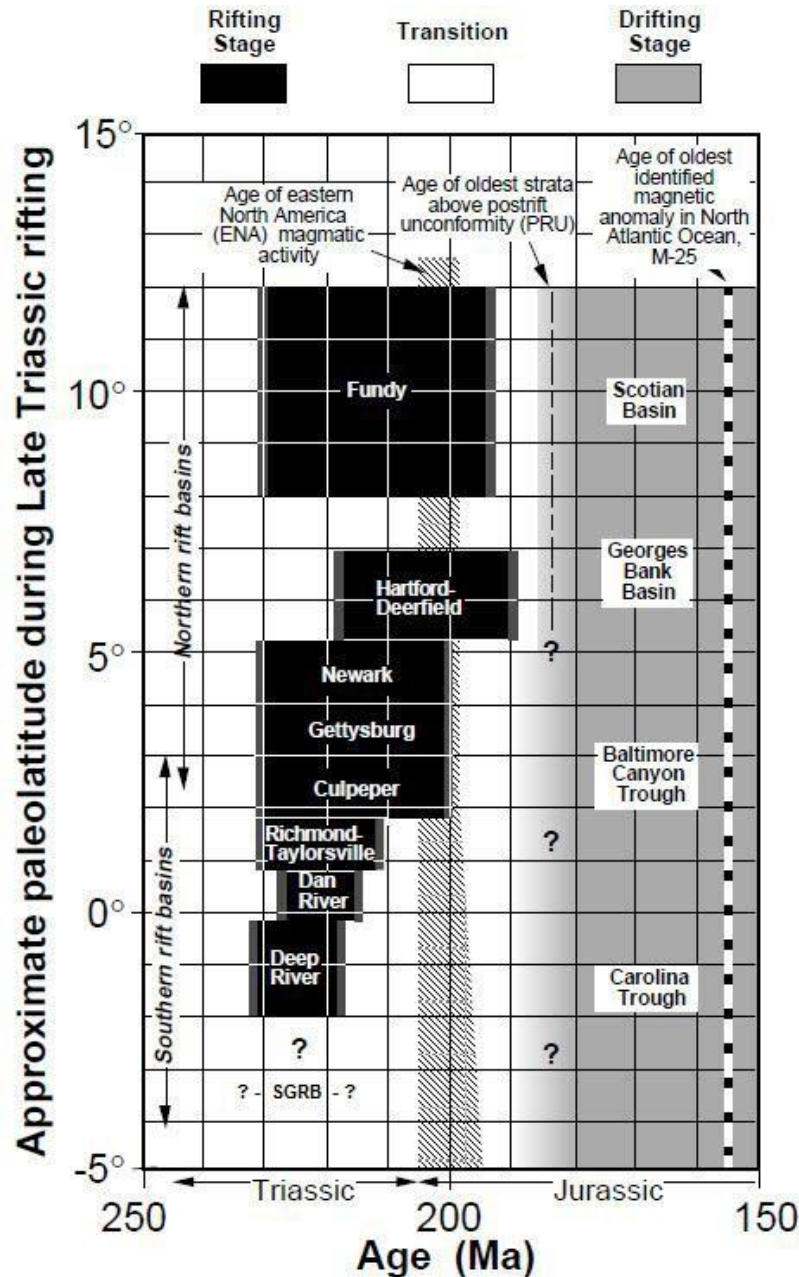 Rifting
Stage
Transition
Drifting
Stage
15°
Age of eastern
North America
(ENA) magmatic
activity
Age of oldest strata
above postrift
unconformity (PRU)
Age of oldest
identified
magnetic
anomaly in North
Atlantic Ocean,
M-25
Approximate paleolatitude during Late Triassic rifting
Northern rift basins
Southern rift basins
10°
Fundy
Scotian
Basin
Hartford-
Deerfield
Georges
Bank
Basin
5°
?
Newark
Gettysburg
Culpeper
Baltimore
Canyon
Trough
Richmond-
Taylorsville
?
Dan
River
0°
Deep
River
Carolina
Trough
?
?
? - SGRB - ?
-5°
Triassic
Jurassic
250
200
150
Age (Ma)